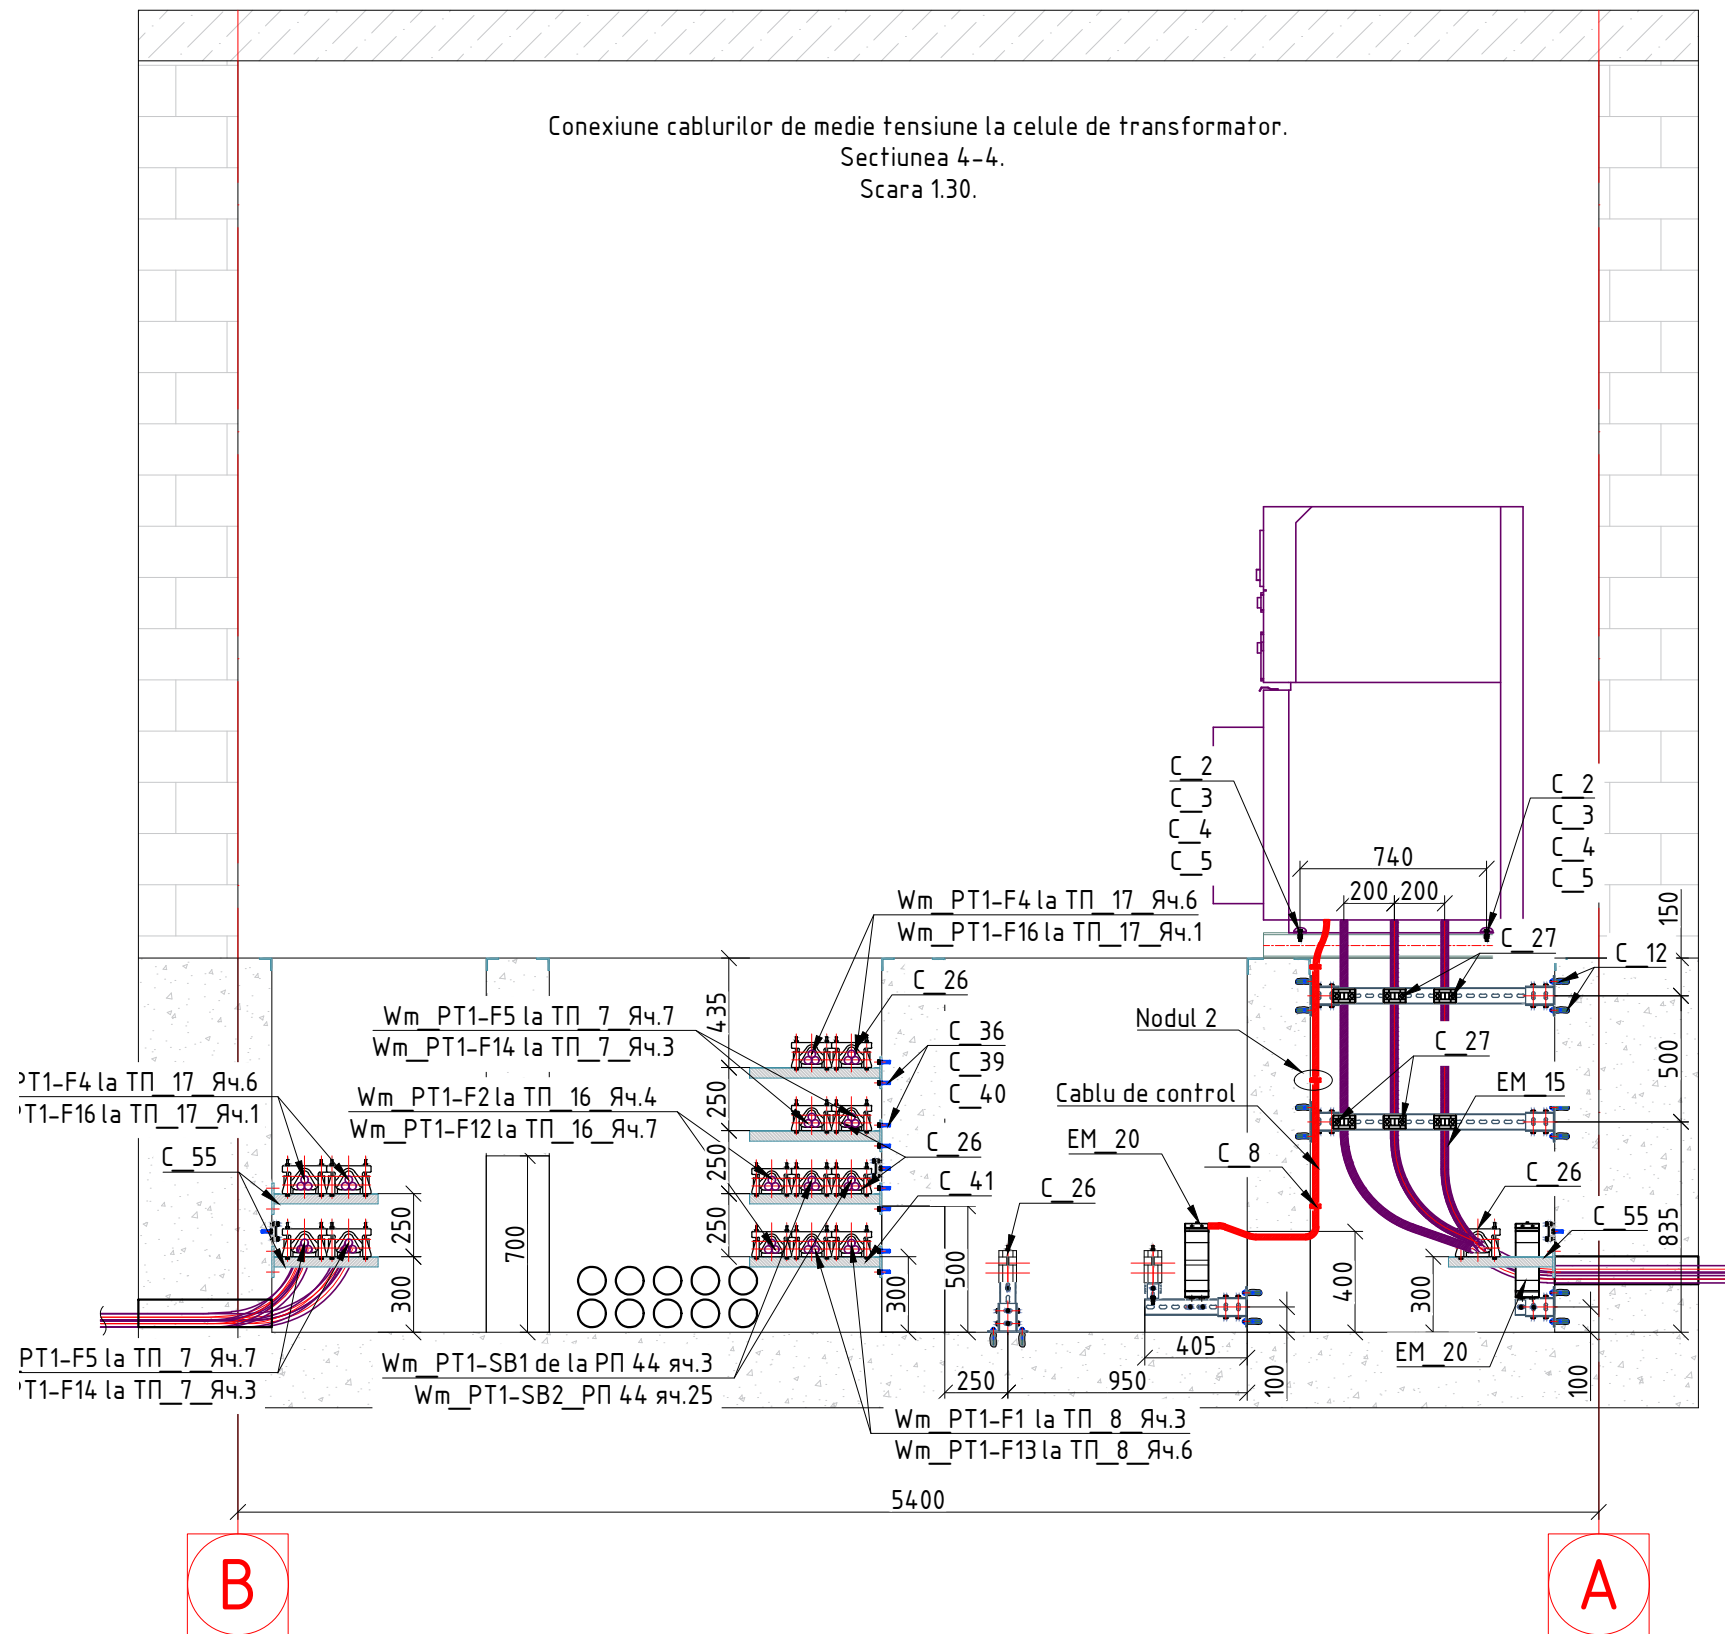 Conexiune cablurilor de medie tensiune la celule de transformator.
Sectiunea 4-4.
Scara 1.30.
C_2
C_3
C_4
C_5
C_2
C_3
C_4
C_5
740
200
200
150
Wm_PT1-F4 la ТП_17_Яч.6
Wm_PT1-F16 la ТП_17_Яч.1
C_27
C_12
C_26
435
Wm_PT1-F5 la ТП_7_Яч.7
Wm_PT1-F14 la ТП_7_Яч.3
C_36
C_39
C_40
Nodul 2
C_27
500
PT1-F4 la ТП_17_Яч.6
PT1-F16 la ТП_17_Яч.1
Wm_PT1-F2 la ТП_16_Яч.4
Wm_PT1-F12 la ТП_16_Яч.7
250
Cablu de control
EM_15
C_55
C_26
EM_20
C_8
250
C_41
C_26
C_26
C_55
250
700
250
835
300
300
500
400
300
PT1-F5 la ТП_7_Яч.7
PT1-F14 la ТП_7_Яч.3
Wm_PT1-SB1 de la РП 44 яч.3
Wm_PT1-SB2_РП 44 яч.25
405
EM_20
250
950
100
100
Wm_PT1-F1 la ТП_8_Яч.3
Wm_PT1-F13 la ТП_8_Яч.6
5400
B
A